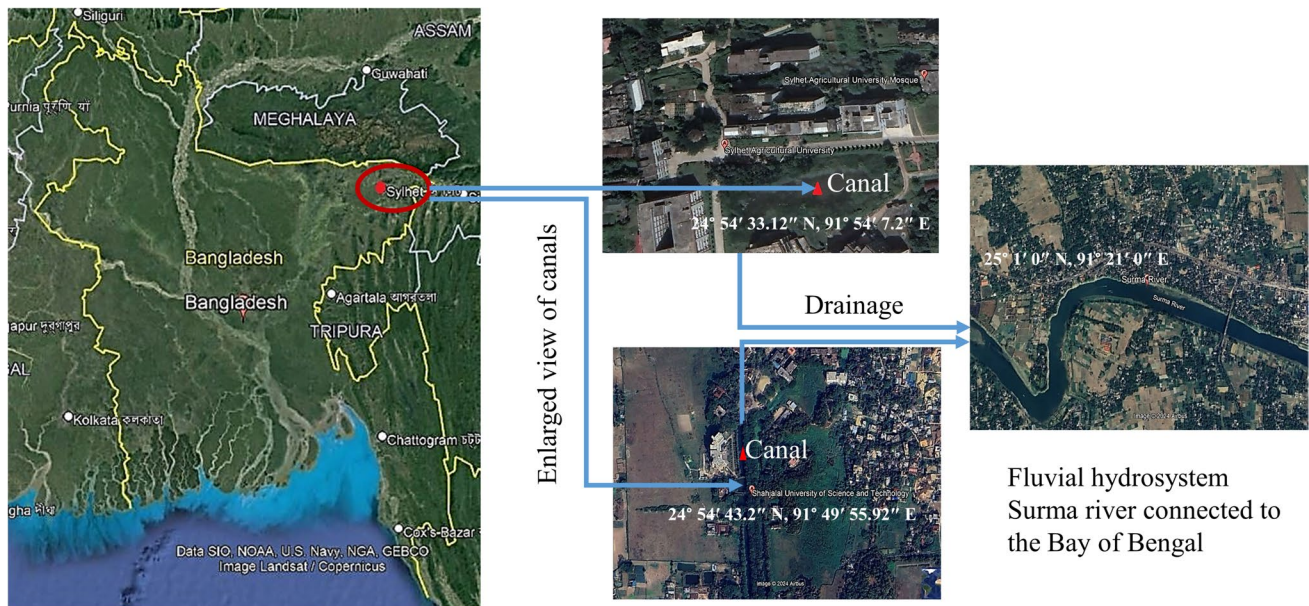 Siliguri
ASSAM
Guwahati
MEGHALAYA
Sylhet
Bangladesh
Bangladesh
Agartala আগরতলা
TRIPURA
Kolkata কলকাতা
Chattogram চট্ট
Cox's-Bazar
Data SIO, NOAA, U.S. Navy, NGA, GEBCO
Image Landsat / Copernicus
Enlarged view of canals
Sylhet Agricultural University Mosque
Sylhet Agricultural University
Canal
24° 54′ 33.12″ N, 91° 54′ 7.2″ E
Drainage
Canal
Shahjalal University of Science and Technology
24° 54′ 43.2″ N, 91° 49′ 55.92″ E
Image © 2024 Airbus
25° 1′ 0″ N, 91° 21′ 0″ E
Surma River
Surma River
Image © 2024 Airbus
Fluvial hydrosystem
Surma river connected to
the Bay of Bengal